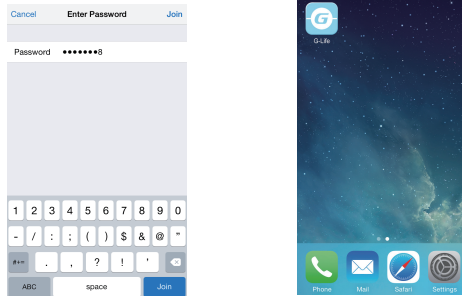 Cancel Enter Password Join
Password •••••••8
1 2 3 4 5 6 7 8 9 0
- / : ; ( ) $ & @ "
#+= . , ? ! '
ABC space Join
G
G-Life
Phone Mail Safari Settings